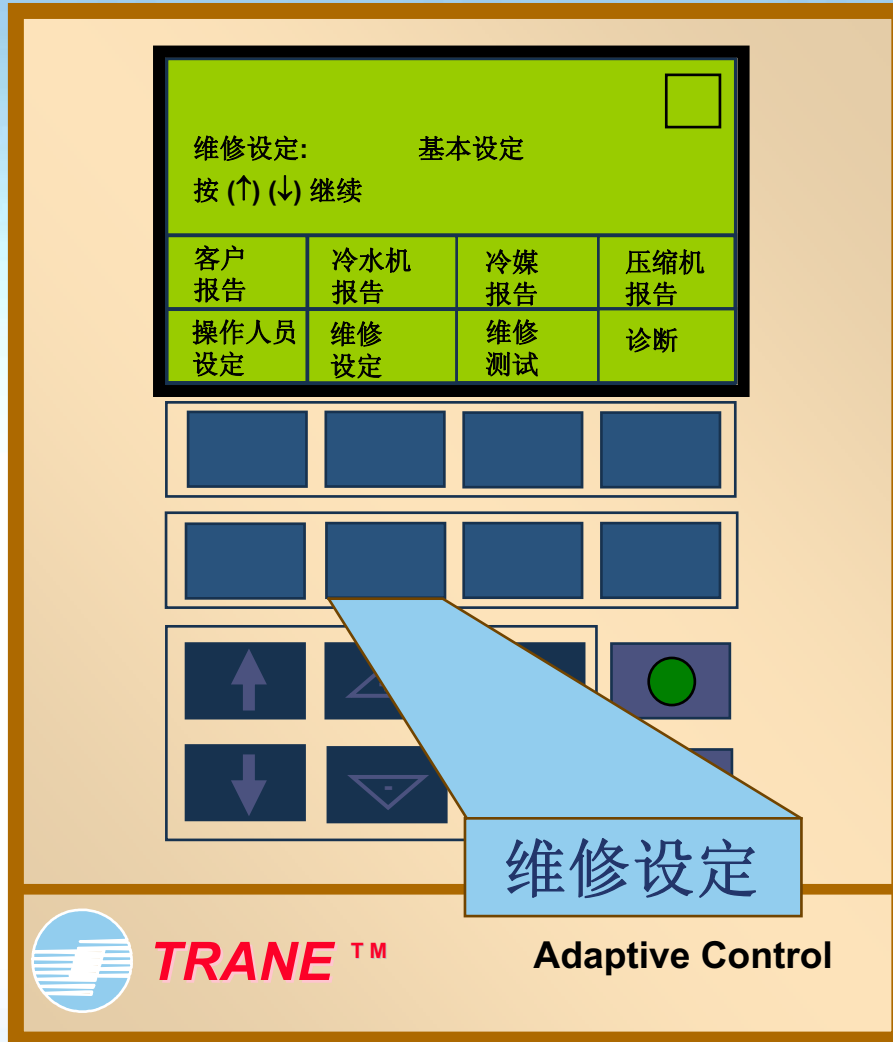 维修设定: 基本设定
按 (↑) (↓) 继续
客户 冷水机 冷媒 压缩机
报告 报告 报告 报告
操作人员 维修 维修 诊断
设定 设定 测试
维修设定
TRANE TM Adaptive Control